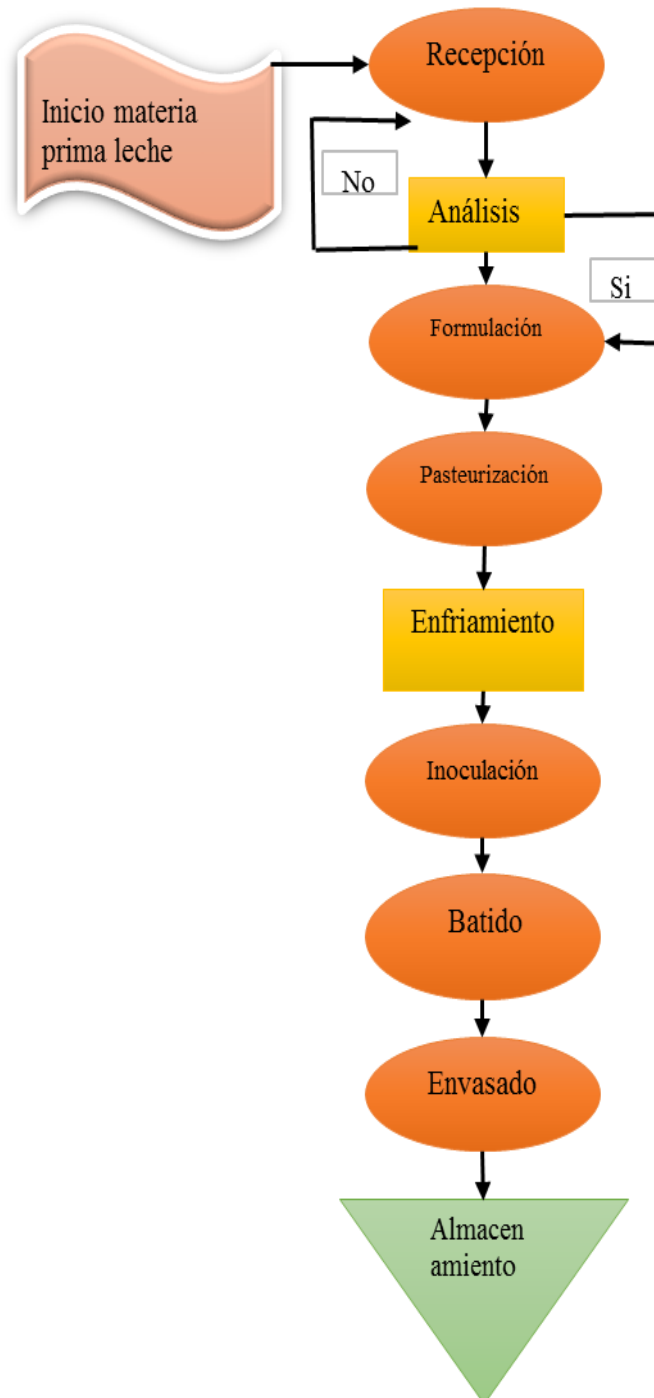 Inicio materia
prima leche
Recepción
No
Análisis
Si
Formulación
Pasteurización
Enfriamiento
Inoculación
Batido
Envasado
Almacen
amiento